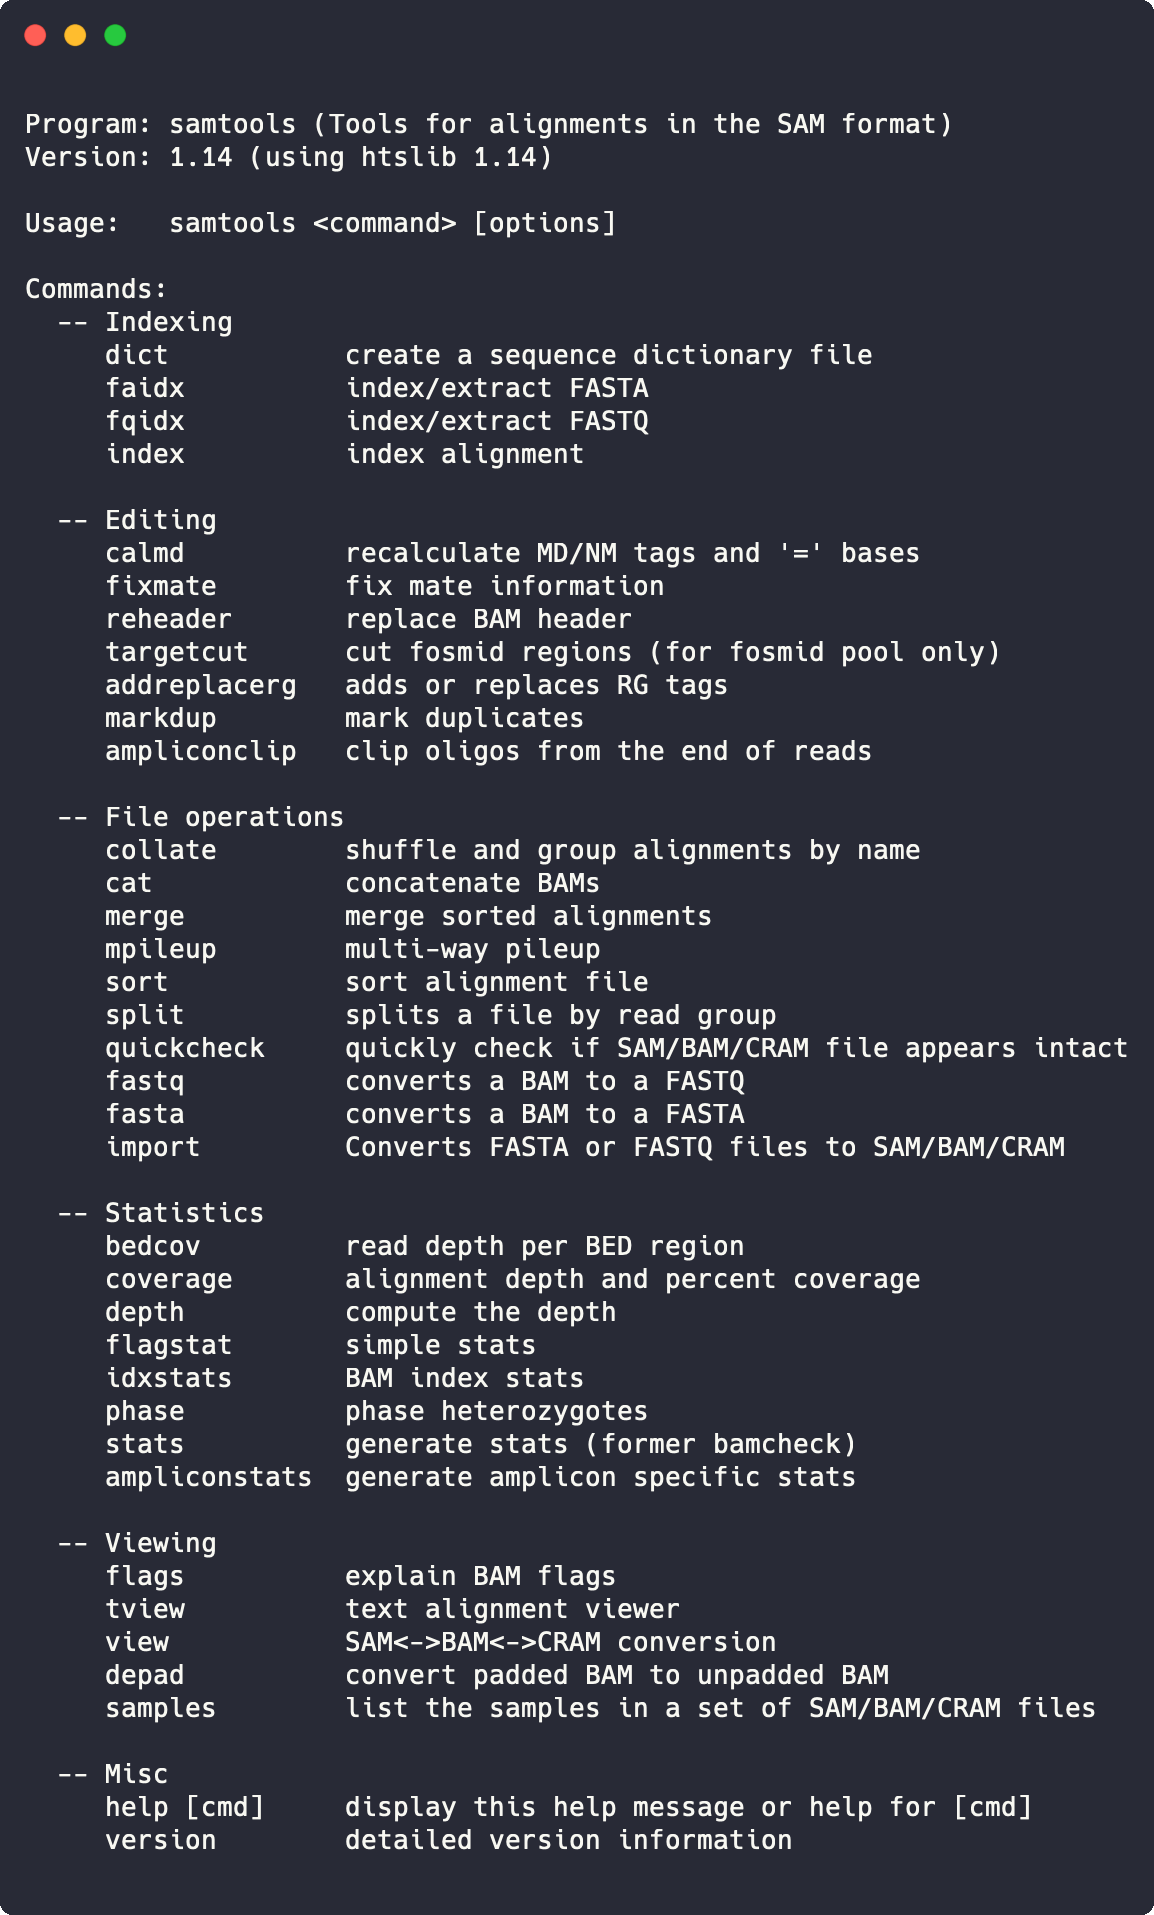 Program: samtools (Tools for alignments in the SAM format)
Version: 1.14 (using htslib 1.14)

Usage:   samtools <command> [options]

Commands:
  -- Indexing
     dict           create a sequence dictionary file
     faidx          index/extract FASTA
     fqidx          index/extract FASTQ
     index          index alignment

  -- Editing
     calmd          recalculate MD/NM tags and '=' bases
     fixmate        fix mate information
     reheader       replace BAM header
     targetcut      cut fosmid regions (for fosmid pool only)
     addreplacerg   adds or replaces RG tags
     markdup        mark duplicates
     ampliconclip   clip oligos from the end of reads

  -- File operations
     collate        shuffle and group alignments by name
     cat            concatenate BAMs
     merge          merge sorted alignments
     mpileup        multi-way pileup
     sort           sort alignment file
     split          splits a file by read group
     quickcheck     quickly check if SAM/BAM/CRAM file appears intact
     fastq          converts a BAM to a FASTQ
     fasta          converts a BAM to a FASTA
     import         Converts FASTA or FASTQ files to SAM/BAM/CRAM

  -- Statistics
     bedcov         read depth per BED region
     coverage       alignment depth and percent coverage
     depth          compute the depth
     flagstat       simple stats
     idxstats       BAM index stats
     phase          phase heterozygotes
     stats          generate stats (former bamcheck)
     ampliconstats  generate amplicon specific stats

  -- Viewing
     flags          explain BAM flags
     tview          text alignment viewer
     view           SAM<->BAM<->CRAM conversion
     depad          convert padded BAM to unpadded BAM
     samples        list the samples in a set of SAM/BAM/CRAM files

  -- Misc
     help [cmd]     display this help message or help for [cmd]
     version        detailed version information